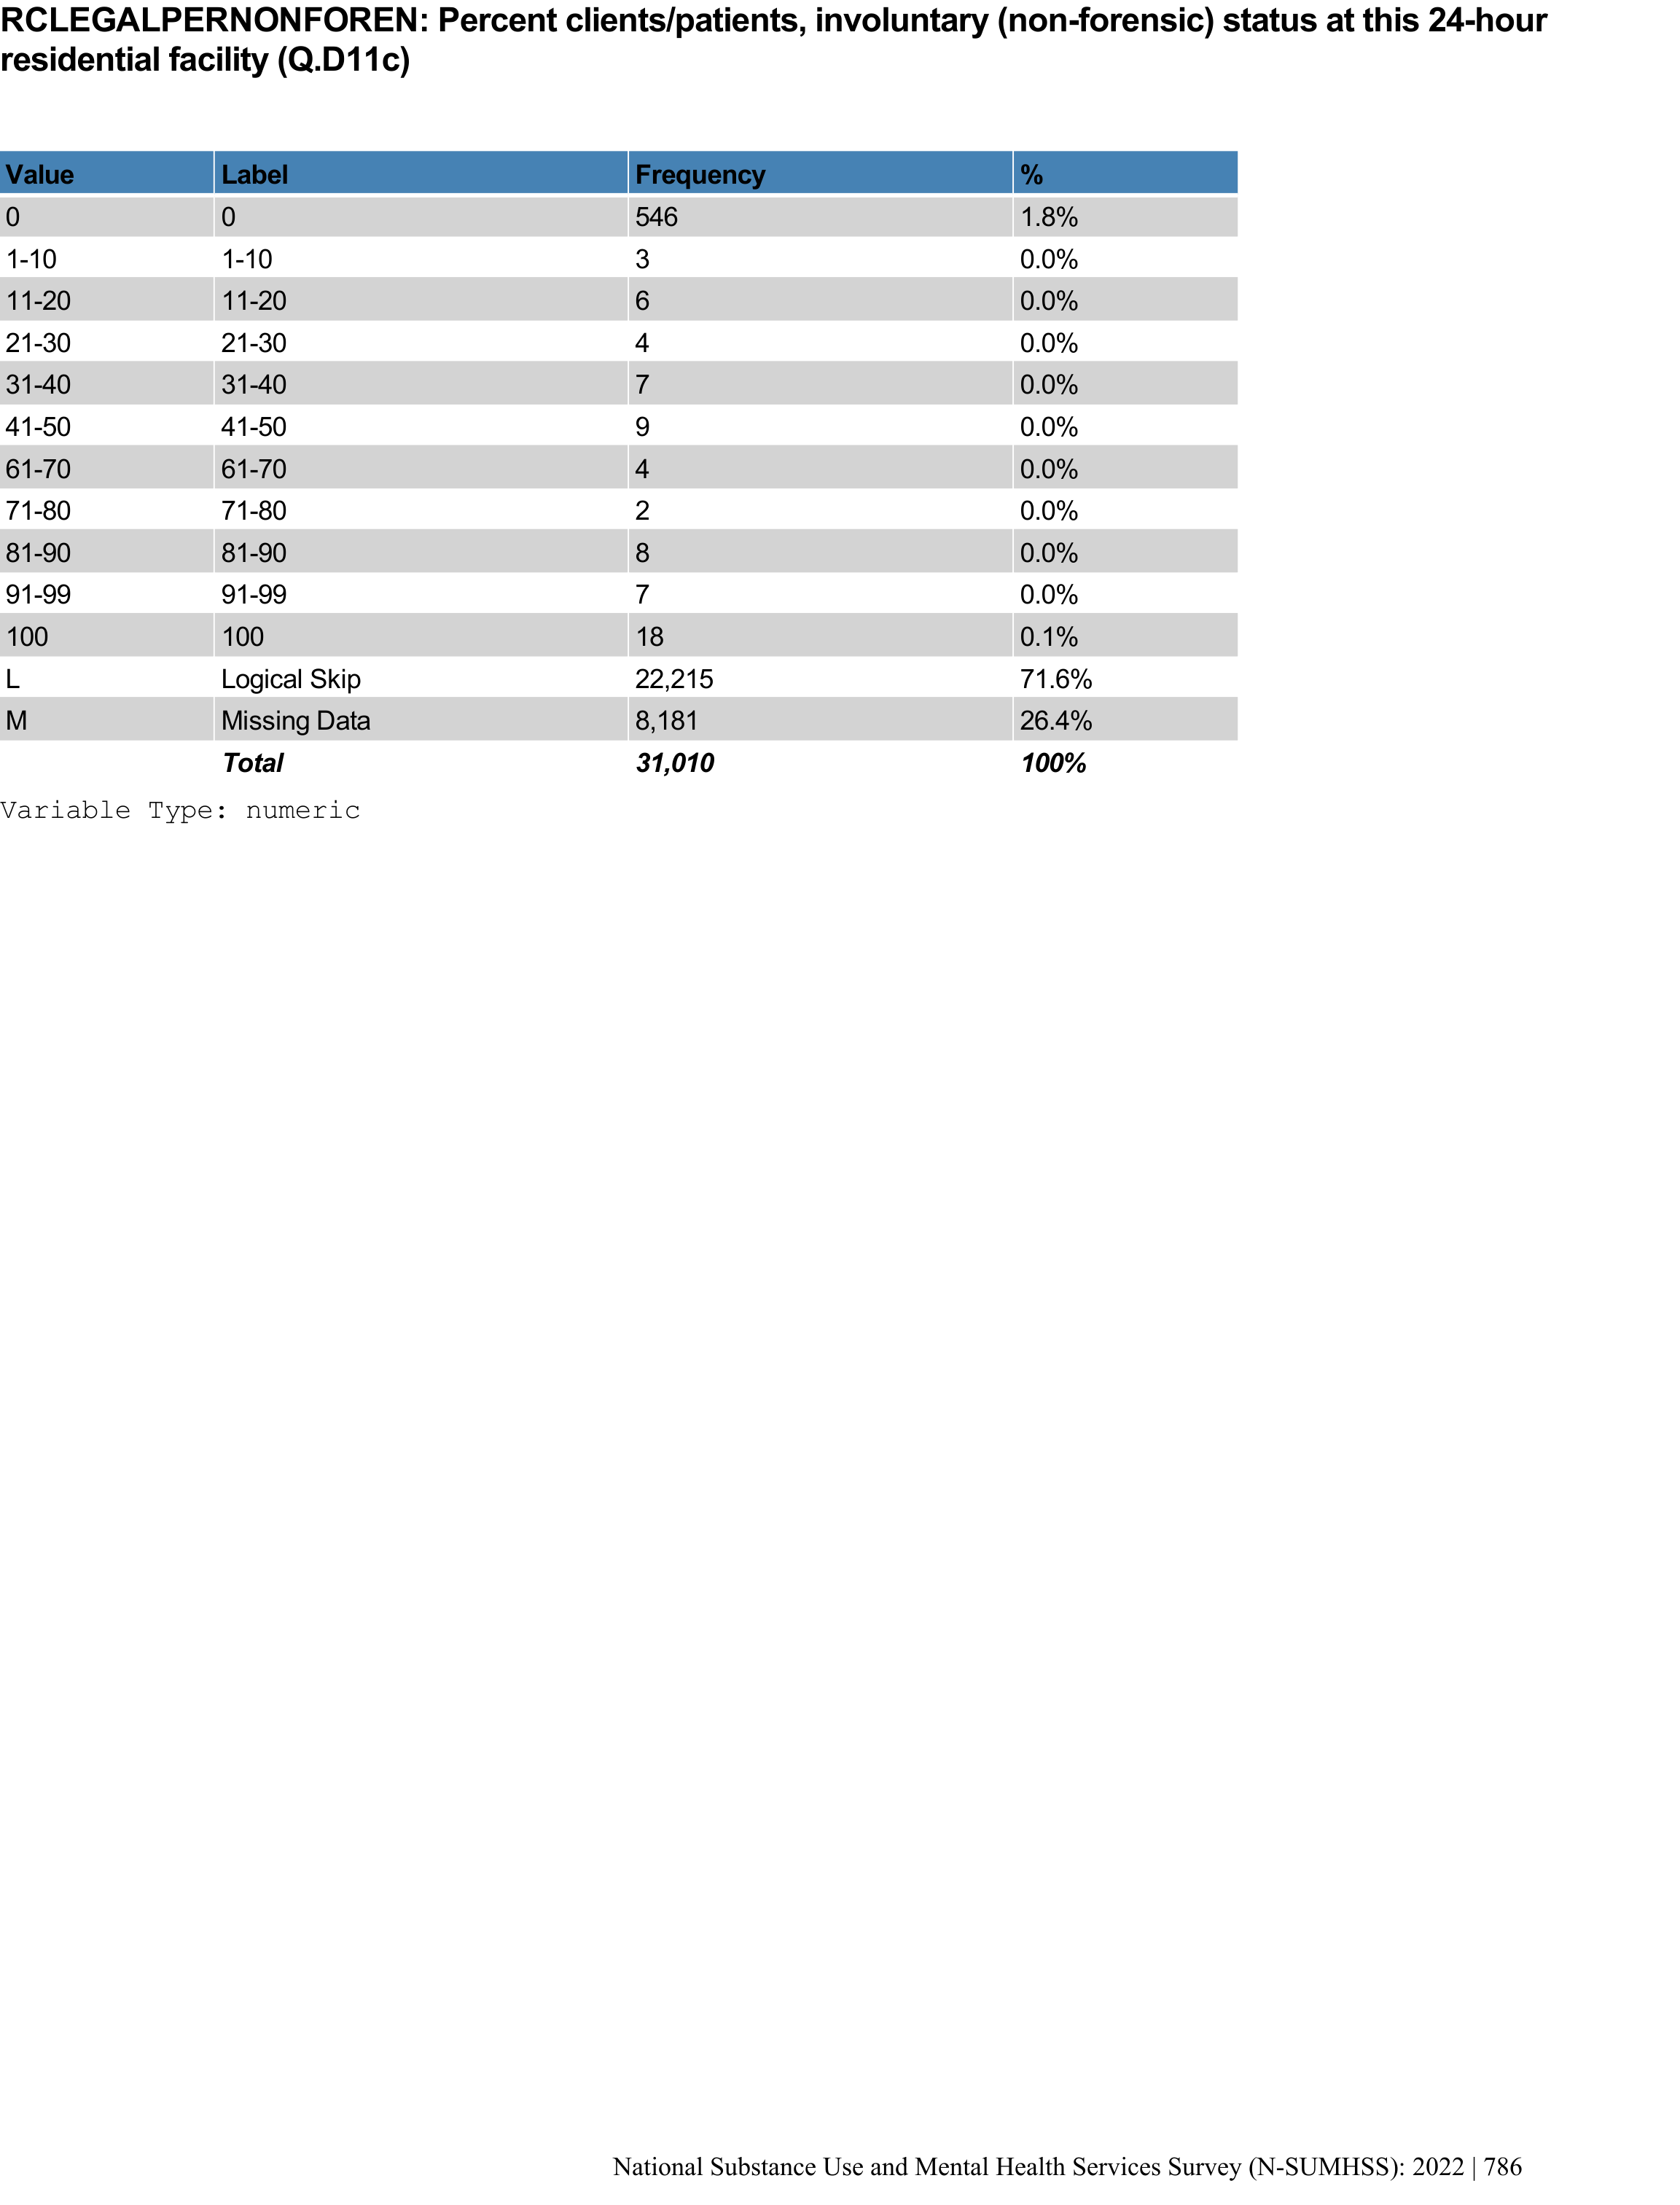 RCLEGALPERNONFOREN: Percent clients/patients, involuntary (non-forensic) status at this 24-hour
residential facility (Q.D11c)
Value Label Frequency %
0 0 546 1.8%
1-10 1-10 3 0.0%
11-20 11-20 6 0.0%
21-30 21-30 4 0.0%
31-40 31-40 7 0.0%
41-50 41-50 9 0.0%
61-70 61-70 4 0.0%
71-80 71-80 2 0.0%
81-90 81-90 8 0.0%
91-99 91-99 7 0.0%
100 100 18 0.1%
L Logical Skip 22,215 71.6%
M Missing Data 8,181 26.4%
Total 31,010 100%
Variable Type: numeric
National Substance Use and Mental Health Services Survey (N-SUMHSS): 2022 | 786